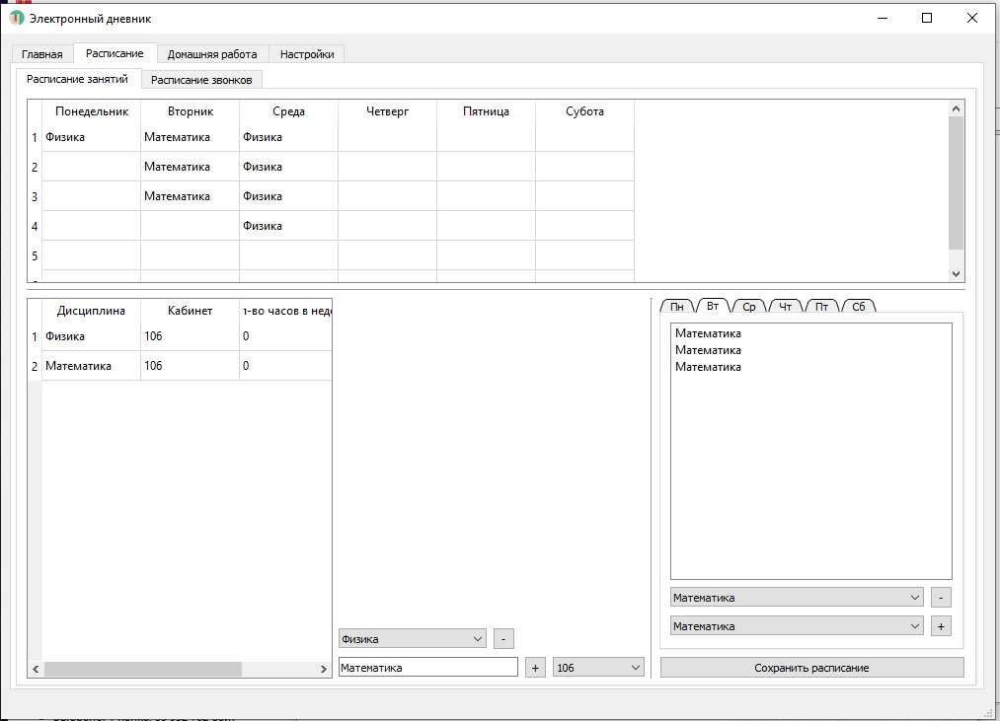 Электронный дневник
Главная Расписание Домашняя работа Настройки
Расписание занятий Расписание звонков
Понедельник Вторник Среда Четверг Пятница Субота
1 Физика Математика Физика
2 Математика Физика
3 Математика Физика
4 Физика
5
Дисциплина Кабинет л-во часов в неде
1 Физика 106 0
2 Математика 106 0
Пн Вт Ср Чт Пт Сб
Математика
Математика
Математика
Математика -
Математика +
Физика -
Математика + 106
Сохранить расписание